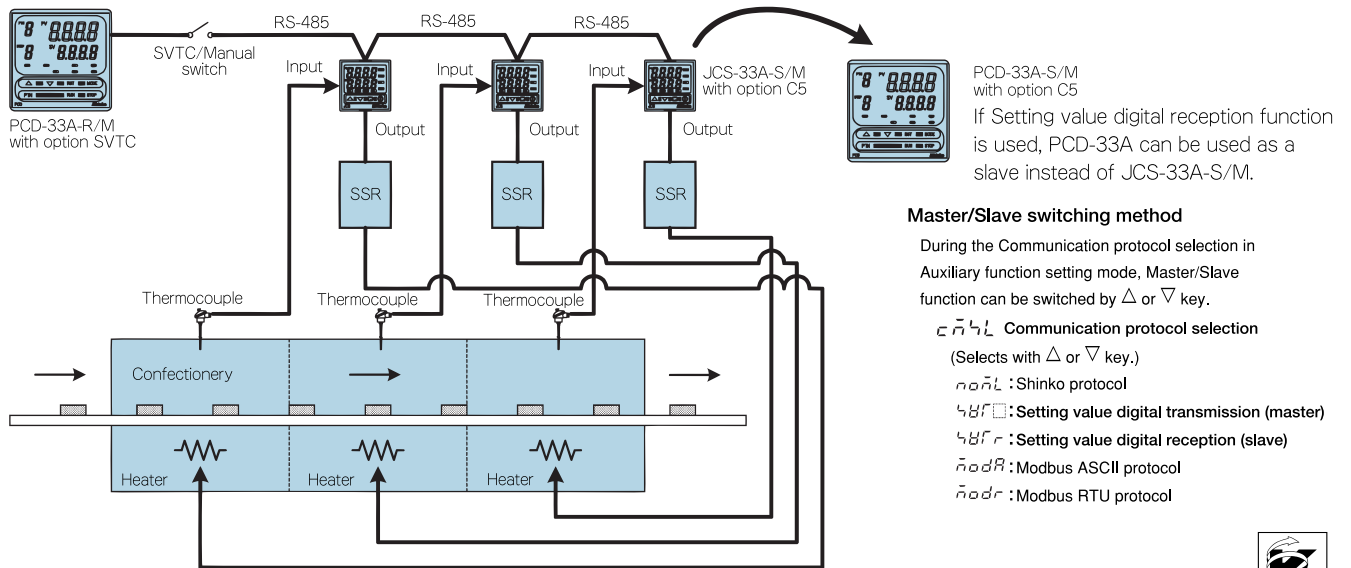 RS-485
RS-485
RS-485
SVTC/Manual
switch
Input
Input
Input
JCS-33A-S/M
with option C5
PCD-33A-R/M
with option SVTC
Output
Output
Output
SSR
SSR
SSR
PCD-33A-S/M
with option C5
If Setting value digital reception function
is used, PCD-33A can be used as a
slave instead of JCS-33A-S/M.
Master/Slave switching method
During the Communication protocol selection in
Auxiliary function setting mode, Master/Slave
function can be switched by △ or ▽ key.
Communication protocol selection
(Selects with △ or ▽ key.)
: Shinko protocol
: Setting value digital transmission (master)
: Setting value digital reception (slave)
: Modbus ASCII protocol
: Modbus RTU protocol
Thermocouple
Thermocouple
Thermocouple
Confectionery
Heater
Heater
Heater